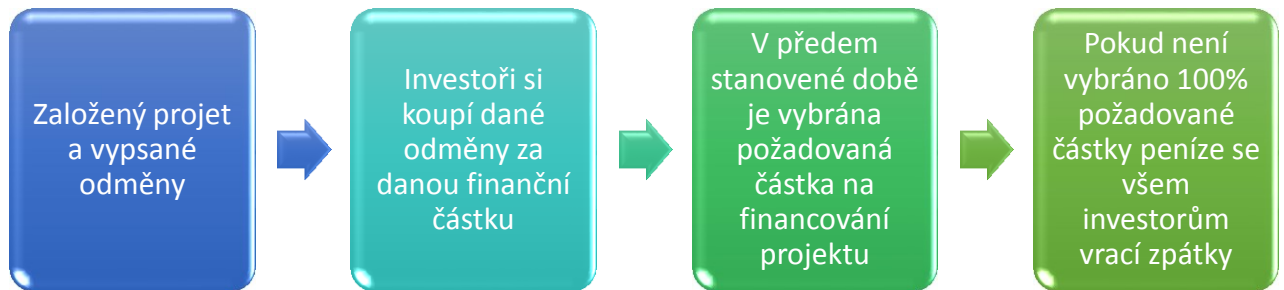 Založený projet
a vypsané
odměny
Investoři si
koupí dané
odměny za
danou finanční
částku
V předem
stanovené době
je vybrána
požadovaná
částka na
financování
projektu
Pokud není
vybráno 100%
požadované
částky peníze se
všem
investorům
vrací zpátky